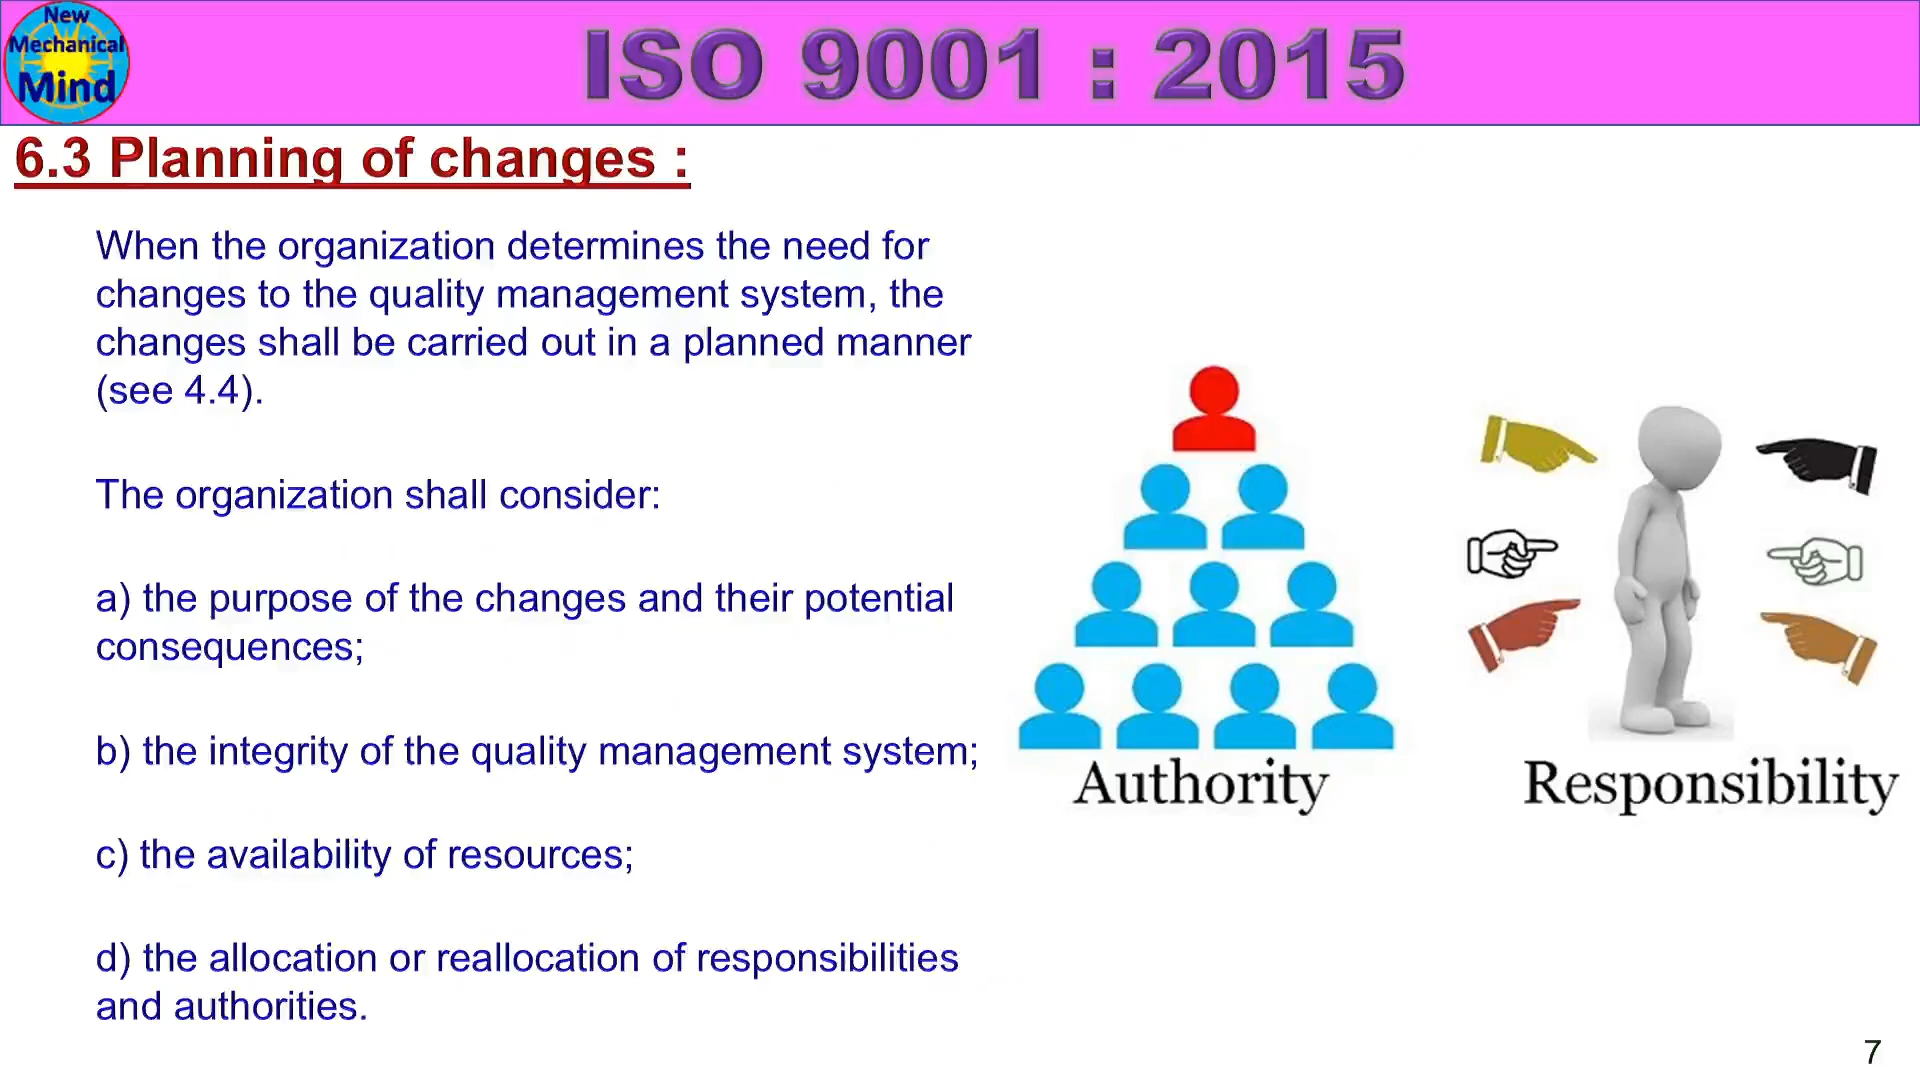 New
Mechanical
Mind
ISO 9001 : 2015
6.3 Planning of changes :
When the organization determines the need for
changes to the quality management system, the
changes shall be carried out in a planned manner
(see 4.4).
The organization shall consider:
a) the purpose of the changes and their potential
consequences;
b) the integrity of the quality management system;
c) the availability of resources;
d) the allocation or reallocation of responsibilities
and authorities.
Authority
Responsibility
7